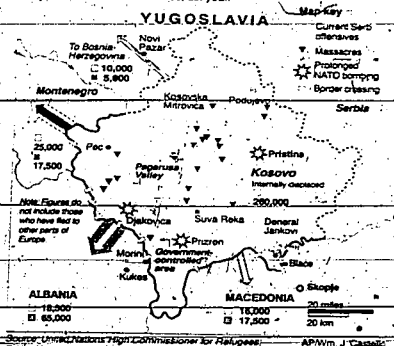 YUGOSLAVIA
Map Key
Current Serb
offensives
Massacres
Prolonged
NATO bombing
Border crossing
Novi
Pazar
To Bosnia-
Herzegovina
10,000
5,800
Montenegro
Kosovska
Mitrovica
Podujevo
Serbia
25,000
17,500
Pec
Pagarusa
Valley
Pristina
Kosovo
Internally displaced
260,000
Note: Figures do
not include those
who have fled to
other parts of
Europe
Djakovica
Suva Reka
General
Jankovi
Prizren
Morini
Government-
controlled
area
Blace
Kukes
Skopje
ALBANIA
18,500
65,000
MACEDONIA
16,000
17,500
20 miles
20 km
Source: United Nations High Commissioner for Refugees;
AP/Wm. J. Castello